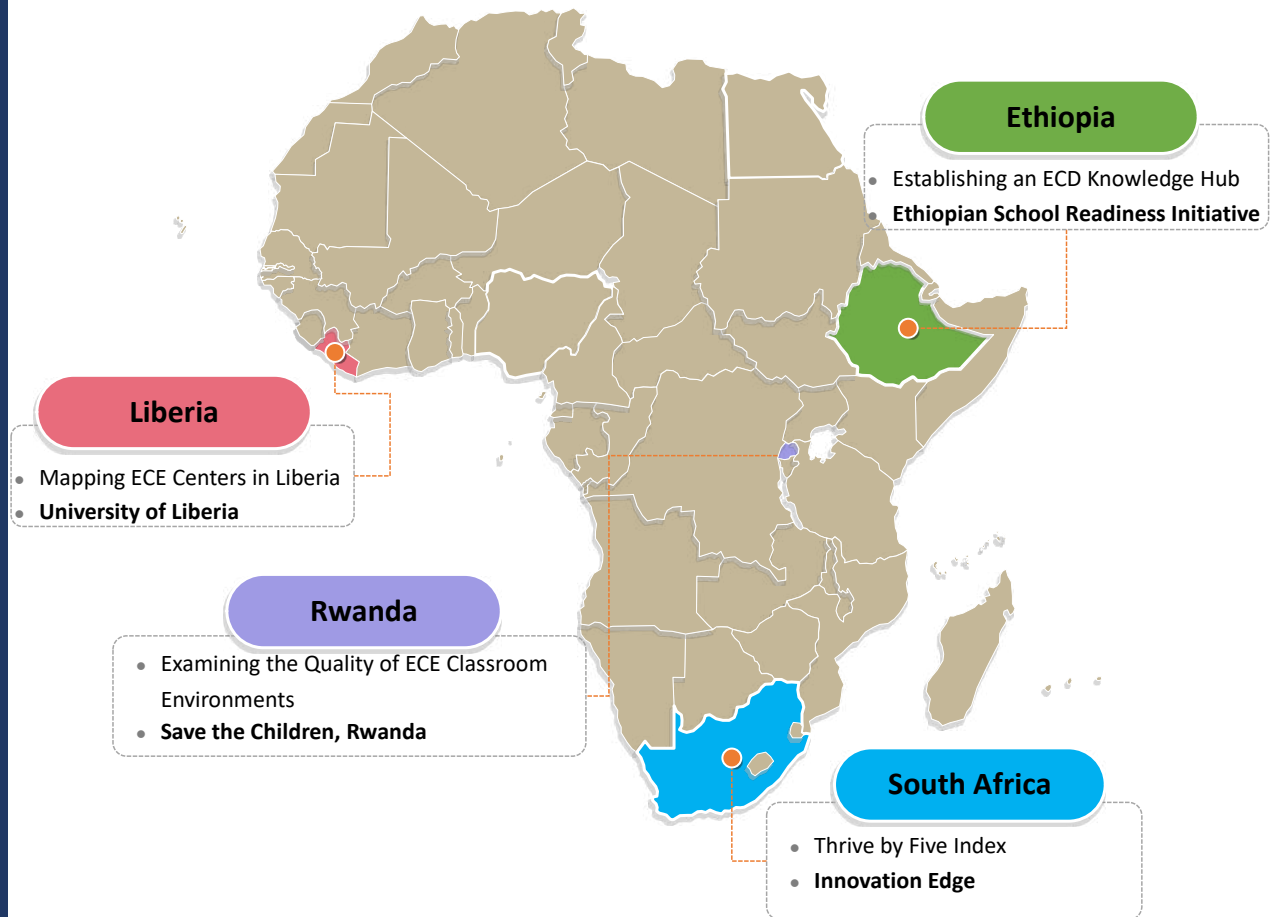 Ethiopia
• Establishing an ECD Knowledge Hub
• Ethiopian School Readiness Initiative
Liberia
• Mapping ECE Centers in Liberia
• University of Liberia
Rwanda
• Examining the Quality of ECE Classroom
Environments
• Save the Children, Rwanda
South Africa
• Thrive by Five Index
• Innovation Edge